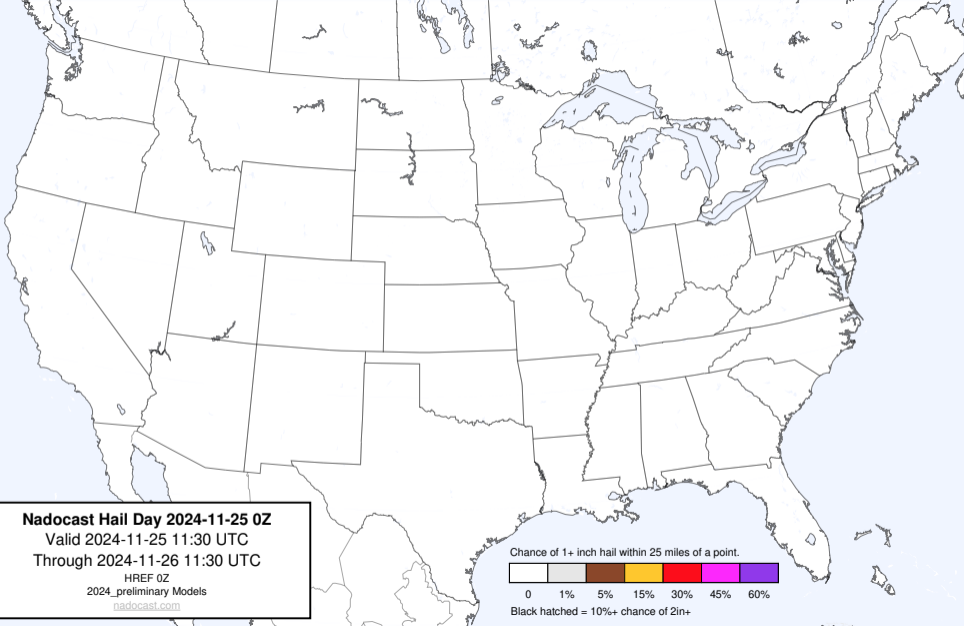 Nadocast Hail Day 2024-11-25 0Z
Valid 2024-11-25 11:30 UTC
Through 2024-11-26 11:30 UTC
HREF 0Z
2024_preliminary Models
nadocast.com
Chance of 1+ inch hail within 25 miles of a point.
0 1% 5% 15% 30% 45% 60%
Black hatched = 10%+ chance of 2in+